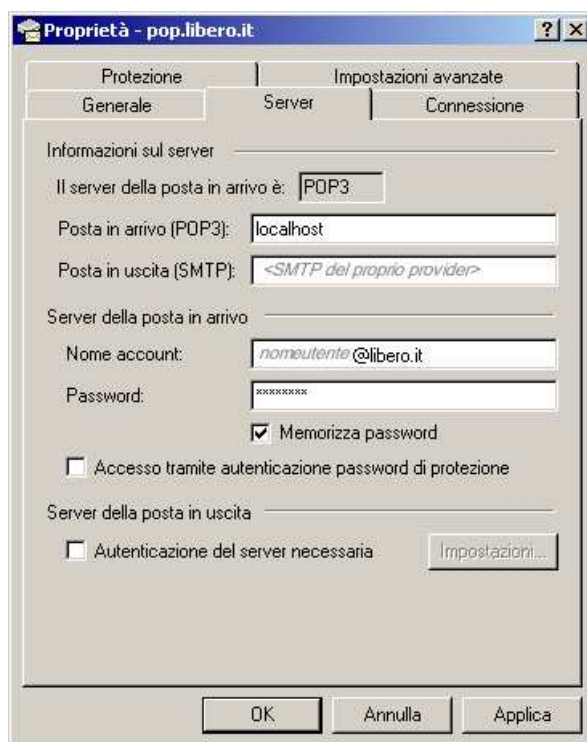 Proprietà - pop.libero.it
Protezione Impostazioni avanzate
Generale Server Connessione
Informazioni sul server
Il server della posta in arrivo è: POP3
Posta in arrivo (POP3): localhost
Posta in uscita (SMTP): <SMTP del proprio provider>
Server della posta in arrivo
Nome account: nomeutente @libero.it
Password: ********
Memorizza password
Accesso tramite autenticazione password di protezione
Server della posta in uscita
Autenticazione del server necessaria Impostazioni...
OK Annulla Applica